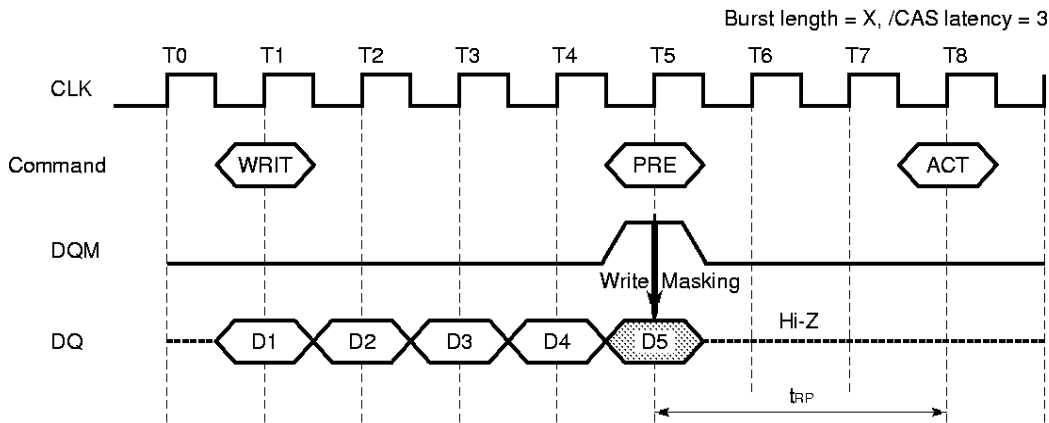 Burst length = X, /CAS latency = 3
T0 T1 T2 T3 T4 T5 T6 T7 T8
CLK
Command WRIT PRE ACT
DQM
Write Masking
Hi-Z
DQ D1 D2 D3 D4 D5
tRP